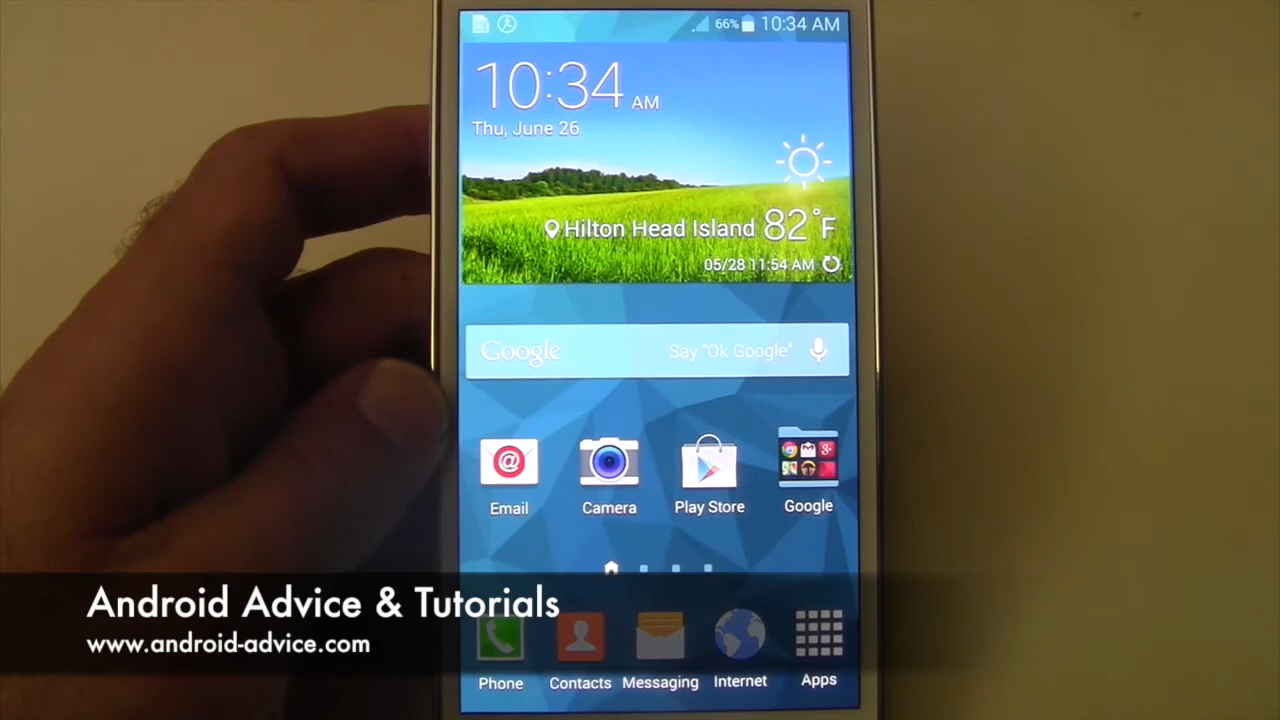 66% 10:34 AM
10:34 AM
Thu, June 26
Hilton Head Island 82°F
05/28 11:54 AM
Google Say "Ok Google"
Email Camera Play Store Google
Android Advice & Tutorials
www.android-advice.com
Phone Contacts Messaging Internet Apps